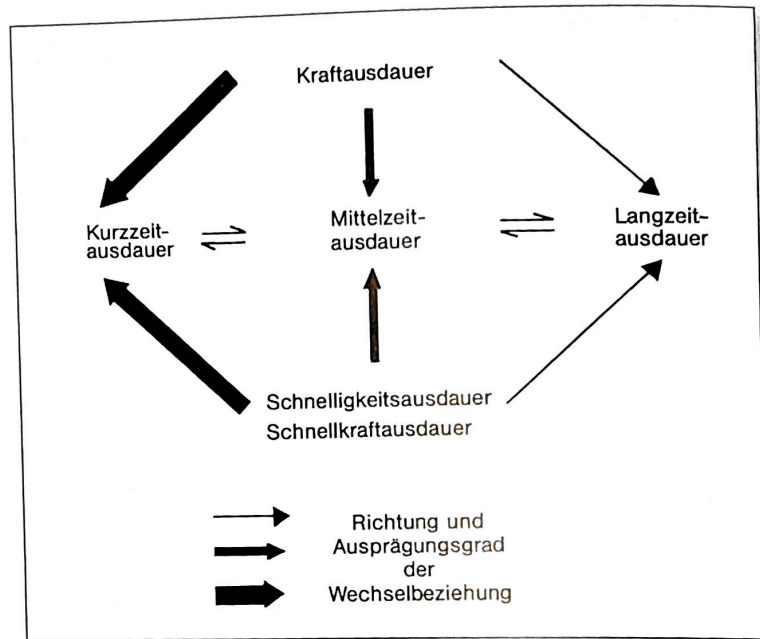 Kraftausdauer
Kurzzeit-
ausdauer
Mittelzeit-
ausdauer
Langzeit-
ausdauer
Schnelligkeitsausdauer
Schnellkraftausdauer
Richtung und
Ausprägungsgrad
der
Wechselbeziehung